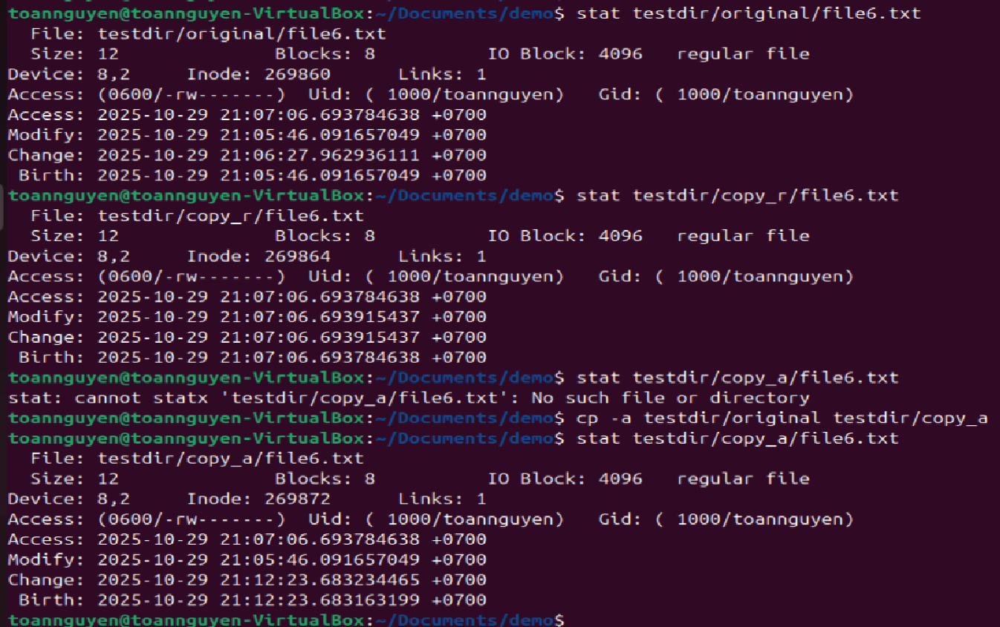 toannguyen@toannguyen-VirtualBox:~/Documents/demo$ stat testdir/original/file6.txt
  File: testdir/original/file6.txt
  Size: 12              Blocks: 8          IO Block: 4096   regular file
Device: 8,2     Inode: 269860      Links: 1
Access: (0600/-rw-------)  Uid: ( 1000/toannguyen)   Gid: ( 1000/toannguyen)
Access: 2025-10-29 21:07:06.693784638 +0700
Modify: 2025-10-29 21:05:46.091657049 +0700
Change: 2025-10-29 21:06:27.962936111 +0700
 Birth: 2025-10-29 21:05:46.091657049 +0700
toannguyen@toannguyen-VirtualBox:~/Documents/demo$ stat testdir/copy_r/file6.txt
  File: testdir/copy_r/file6.txt
  Size: 12              Blocks: 8          IO Block: 4096   regular file
Device: 8,2     Inode: 269864      Links: 1
Access: (0600/-rw-------)  Uid: ( 1000/toannguyen)   Gid: ( 1000/toannguyen)
Access: 2025-10-29 21:07:06.693784638 +0700
Modify: 2025-10-29 21:07:06.693915437 +0700
Change: 2025-10-29 21:07:06.693915437 +0700
 Birth: 2025-10-29 21:07:06.693784638 +0700
toannguyen@toannguyen-VirtualBox:~/Documents/demo$ stat testdir/copy_a/file6.txt
stat: cannot statx 'testdir/copy_a/file6.txt': No such file or directory
toannguyen@toannguyen-VirtualBox:~/Documents/demo$ cp -a testdir/original testdir/copy_a
toannguyen@toannguyen-VirtualBox:~/Documents/demo$ stat testdir/copy_a/file6.txt
  File: testdir/copy_a/file6.txt
  Size: 12              Blocks: 8          IO Block: 4096   regular file
Device: 8,2     Inode: 269872      Links: 1
Access: (0600/-rw-------)  Uid: ( 1000/toannguyen)   Gid: ( 1000/toannguyen)
Access: 2025-10-29 21:07:06.693784638 +0700
Modify: 2025-10-29 21:05:46.091657049 +0700
Change: 2025-10-29 21:12:23.683234465 +0700
 Birth: 2025-10-29 21:12:23.683163199 +0700
toannguyen@toannguyen-VirtualBox:~/Documents/demo$